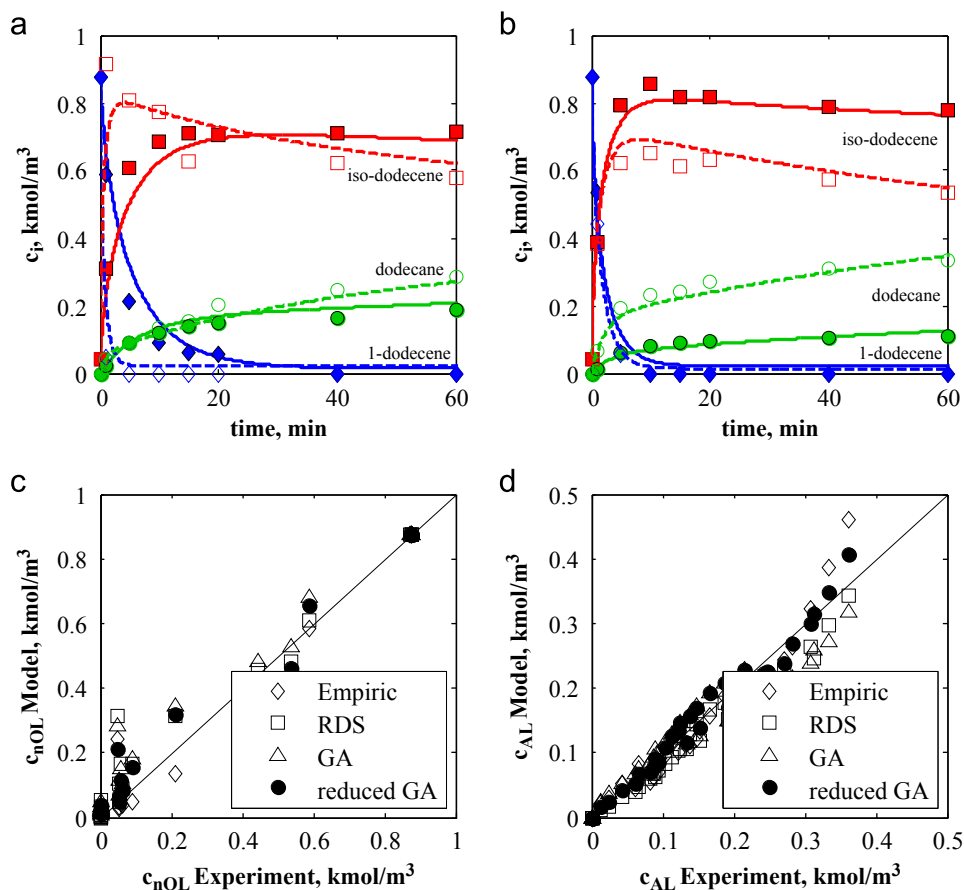 a
b
1
0.8
0.6
0.4
0.2
0
c_i, kmol/m³
iso-dodecene
dodecane
1-dodecene
0
20
40
60
time, min
1
0.8
0.6
0.4
0.2
0
c_i, kmol/m³
iso-dodecene
dodecane
1-dodecene
0
20
40
60
time, min
c
d
1
0.8
0.6
0.4
0.2
0
c_nOL Model, kmol/m³
Empiric
RDS
GA
reduced GA
0
0.2
0.4
0.6
0.8
1
c_nOL Experiment, kmol/m³
0.5
0.4
0.3
0.2
0.1
0
c_AL Model, kmol/m³
Empiric
RDS
GA
reduced GA
0
0.1
0.2
0.3
0.4
0.5
c_AL Experiment, kmol/m³